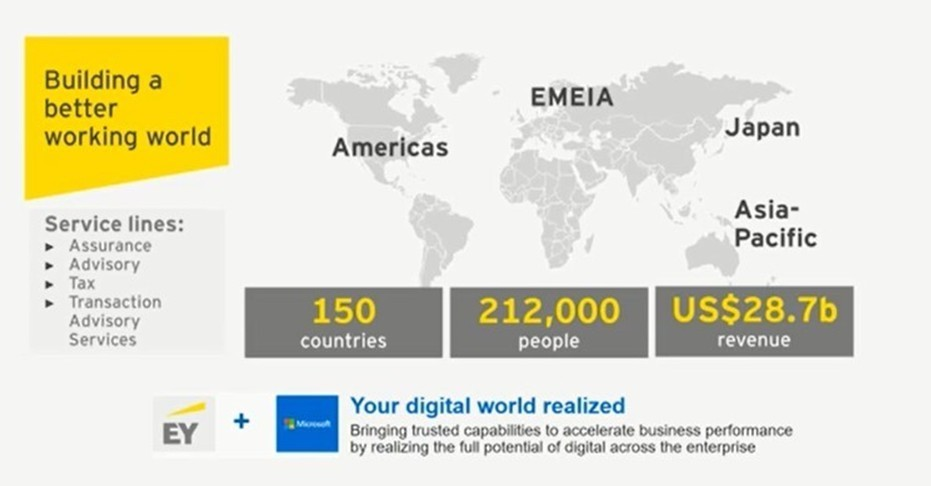 Building a
better
working world
Service lines:
► Assurance
► Advisory
► Tax
► Transaction
Advisory
Services
Americas
EMEIA
Japan
Asia-
Pacific
150
countries
212,000
people
US$28.7b
revenue
EY
+
Microsoft
Your digital world realized
Bringing trusted capabilities to accelerate business performance
by realizing the full potential of digital across the enterprise